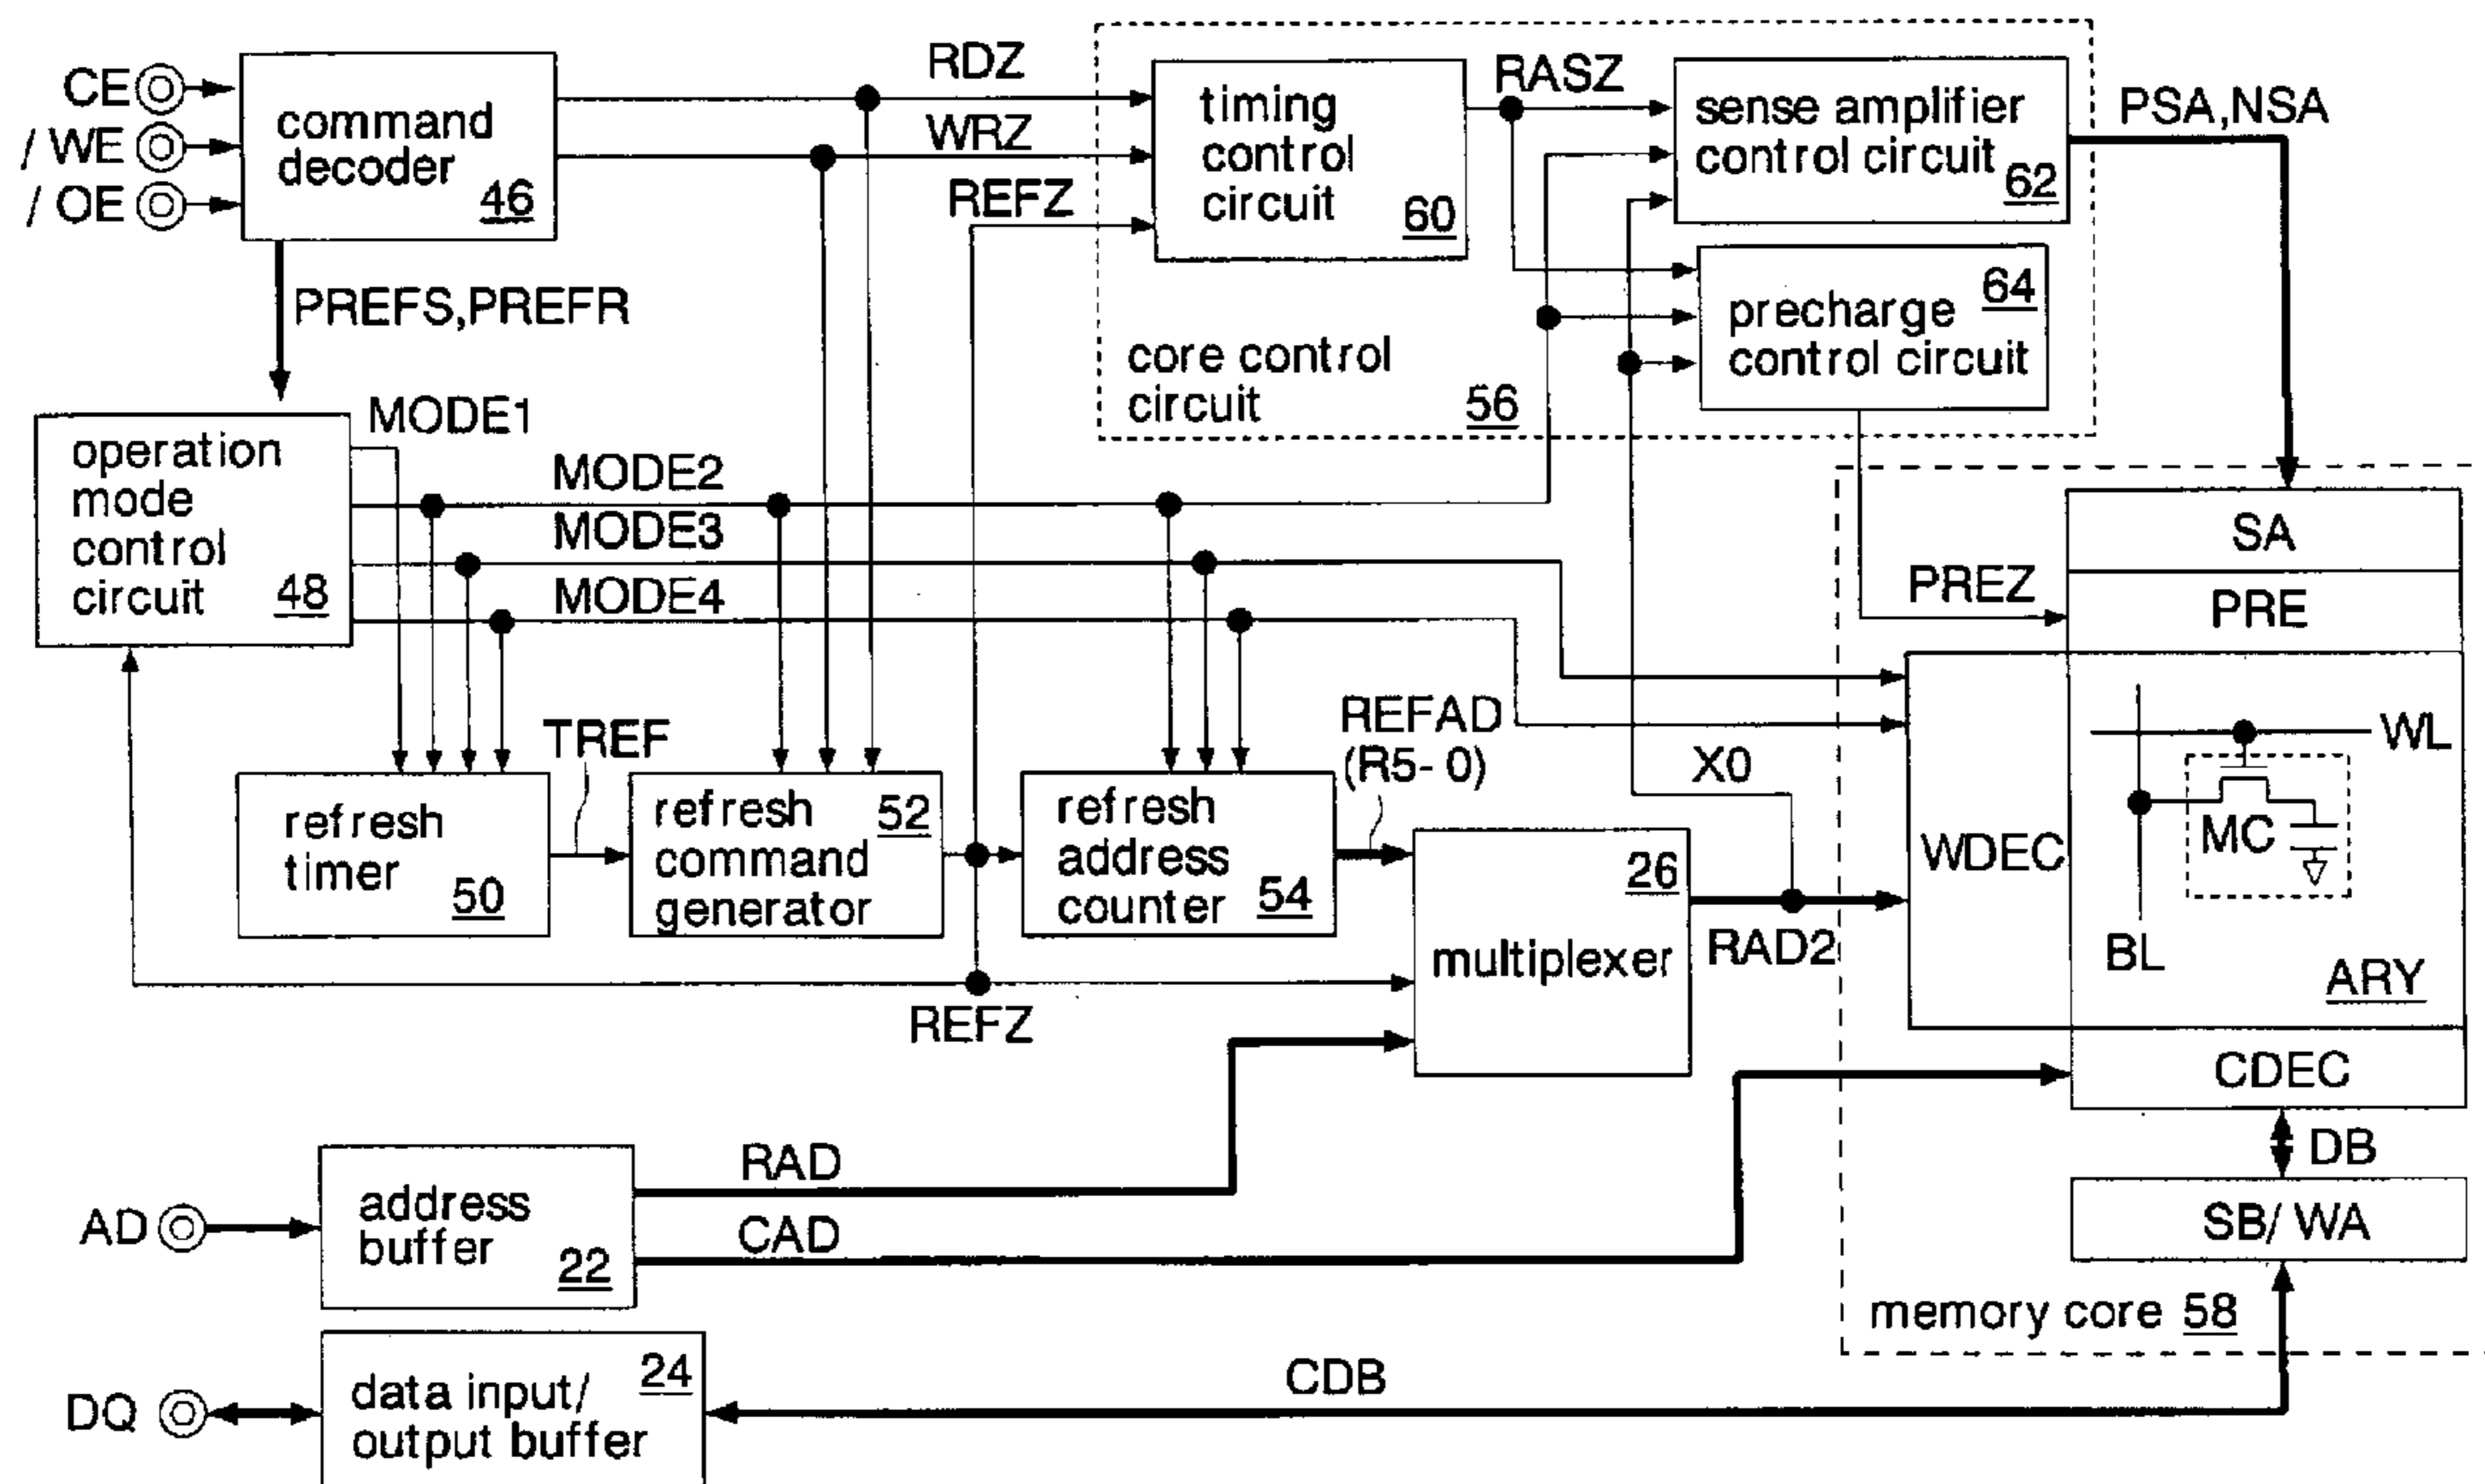 CE
/ WE
/ OE
command
decoder
46
RDZ
WRZ
REFZ
timing
control
circuit
60
RASZ
sense amplifier
control circuit
62
PSA,NSA
precharge
control circuit
64
core control
circuit
56
PREFS,PREFR
operation
mode
control
circuit
48
MODE1
MODE2
MODE3
MODE4
refresh
timer
50
TREF
refresh
command
generator
52
refresh
address
counter
54
REFAD
(R5-0)
REFZ
multiplexer
26
X0
RAD2
PREZ
SA
PRE
WDEC
WL
MC
BL
ARY
CDEC
DB
SB/ WA
memory core 58
AD
address
buffer
22
RAD
CAD
DQ
data input/
output buffer
24
CDB